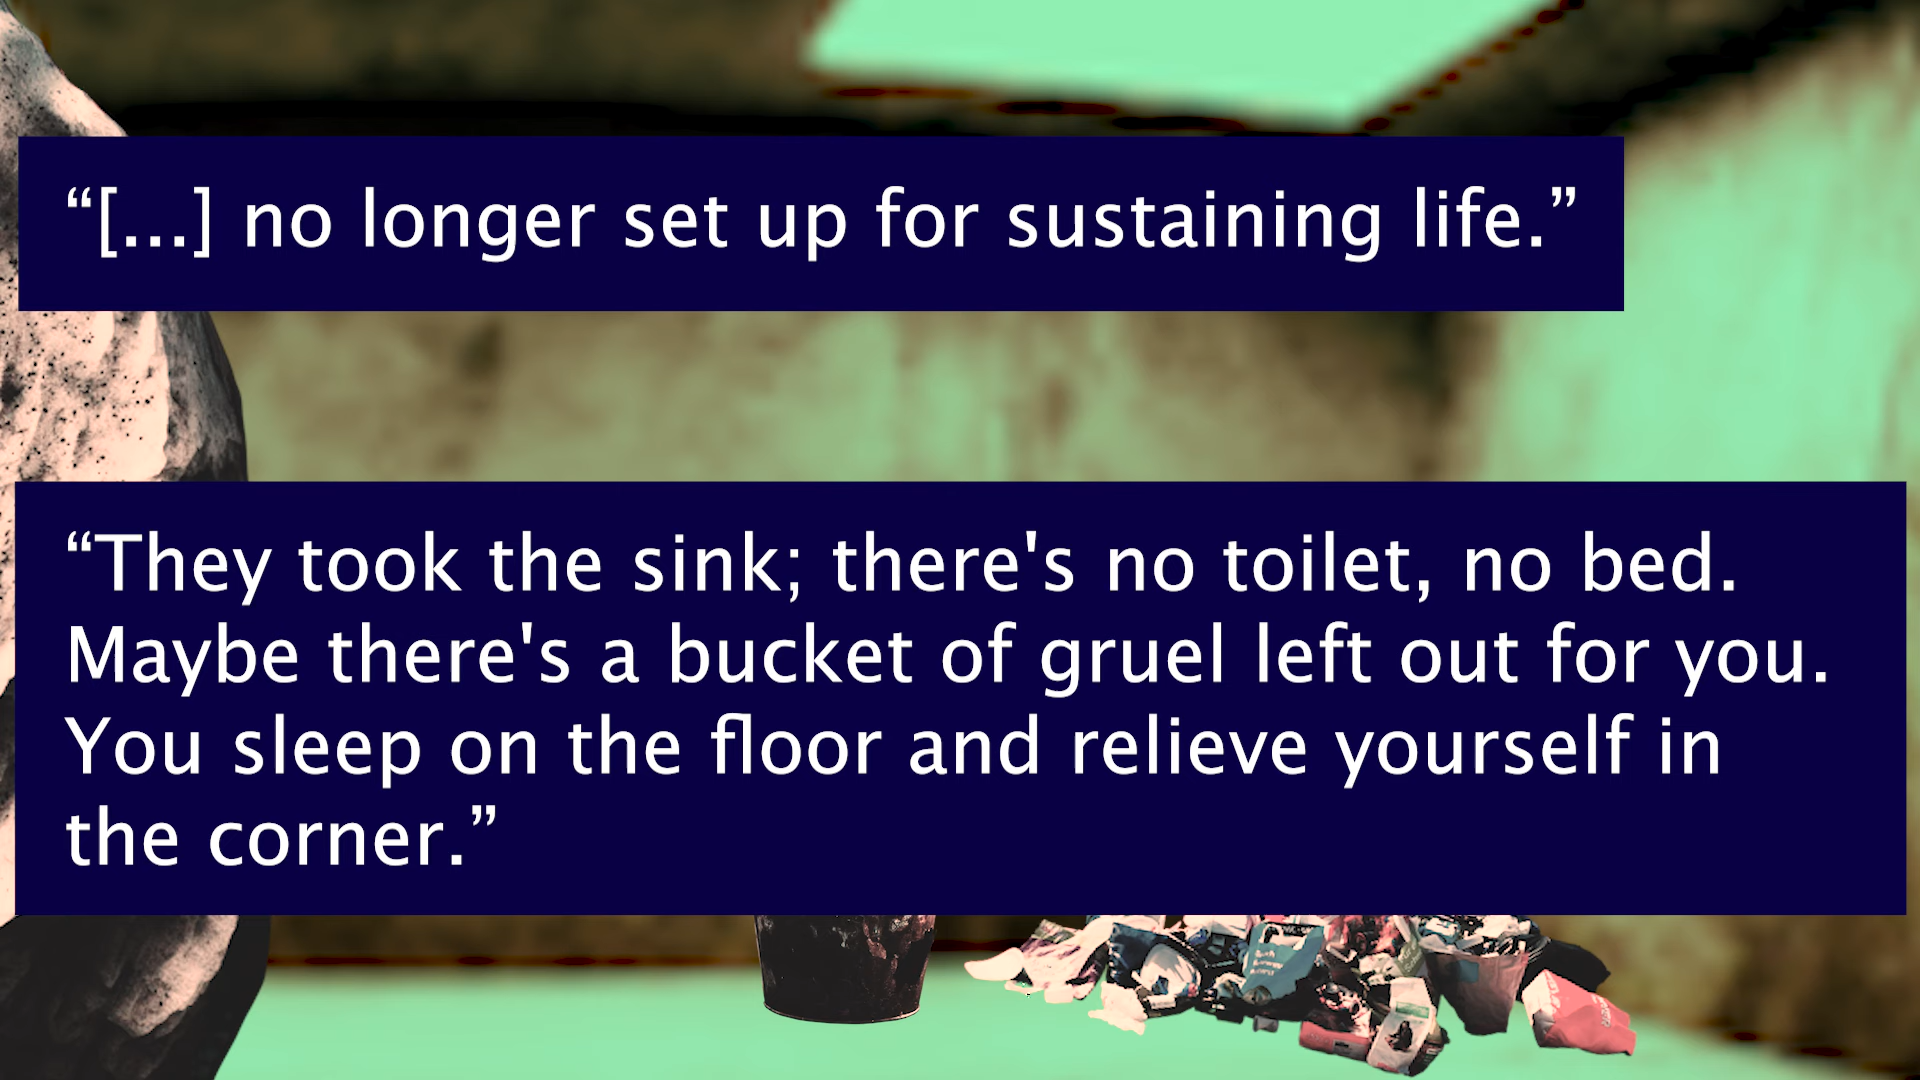 “[...] no longer set up for sustaining life.”
“They took the sink; there's no toilet, no bed.
Maybe there's a bucket of gruel left out for you.
You sleep on the floor and relieve yourself in
the corner.”